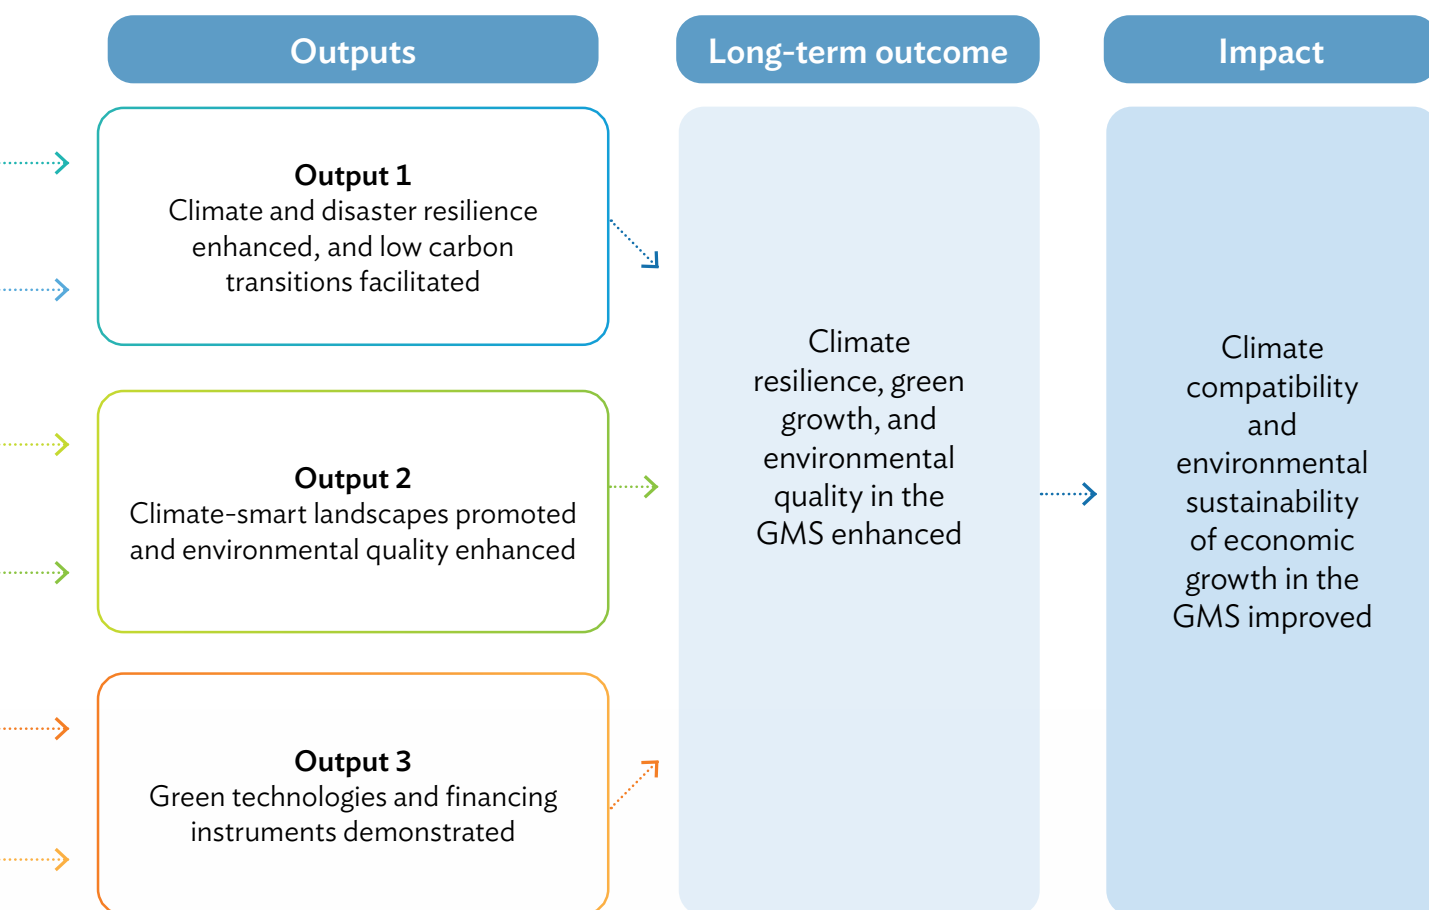 Outputs
Long-term outcome
Impact
Output 1
Climate and disaster resilience
enhanced, and low carbon
transitions facilitated
Output 2
Climate-smart landscapes promoted
and environmental quality enhanced
Output 3
Green technologies and financing
instruments demonstrated
Climate
resilience, green
growth, and
environmental
quality in the
GMS enhanced
Climate
compatibility
and
environmental
sustainability
of economic
growth in the
GMS improved